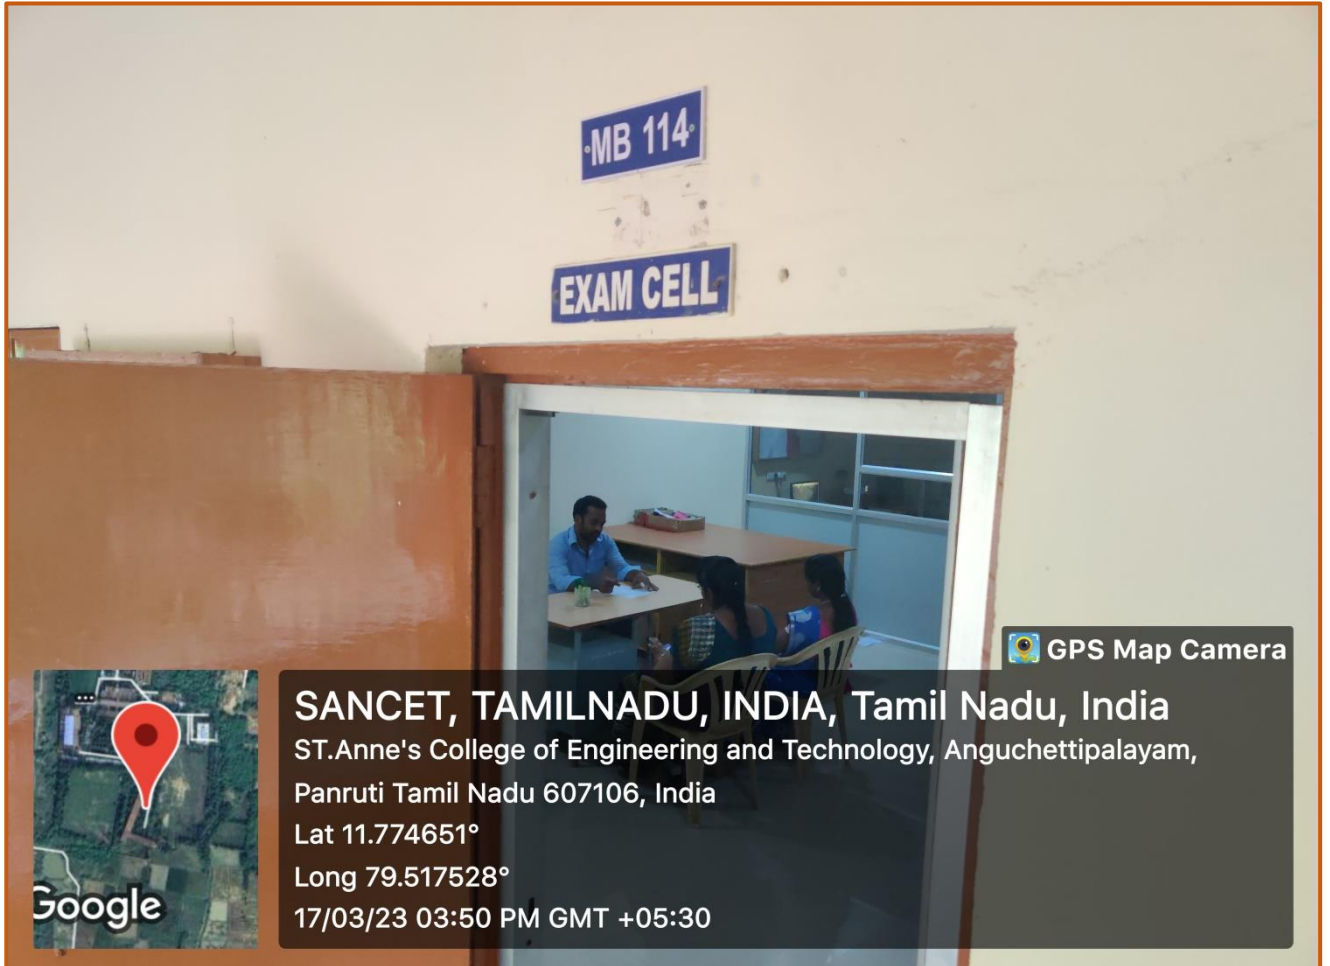 MB 114
EXAM CELL
GPS Map Camera
SANCET, TAMILNADU, INDIA, Tamil Nadu, India
ST.Anne's College of Engineering and Technology, Anguchettipalayam,
Panruti Tamil Nadu 607106, India
Lat 11.774651°
Long 79.517528°
17/03/23 03:50 PM GMT +05:30
Google